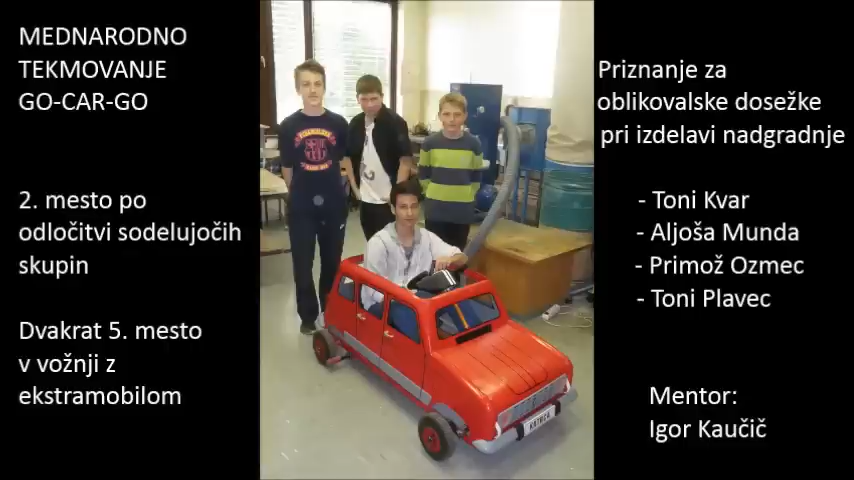 MEDNARODNO
TEKMOVANJE
GO-CAR-GO
2. mesto po
odločitvi sodelujočih
skupin
Dvakrat 5. mesto
v vožnji z
ekstramobilom
Priznanje za
oblikovalske dosežke
pri izdelavi nadgradnje
- Toni Kvar
- Aljoša Munda
- Primož Ozmec
- Toni Plavec
Mentor:
Igor Kaučič
KATRCA